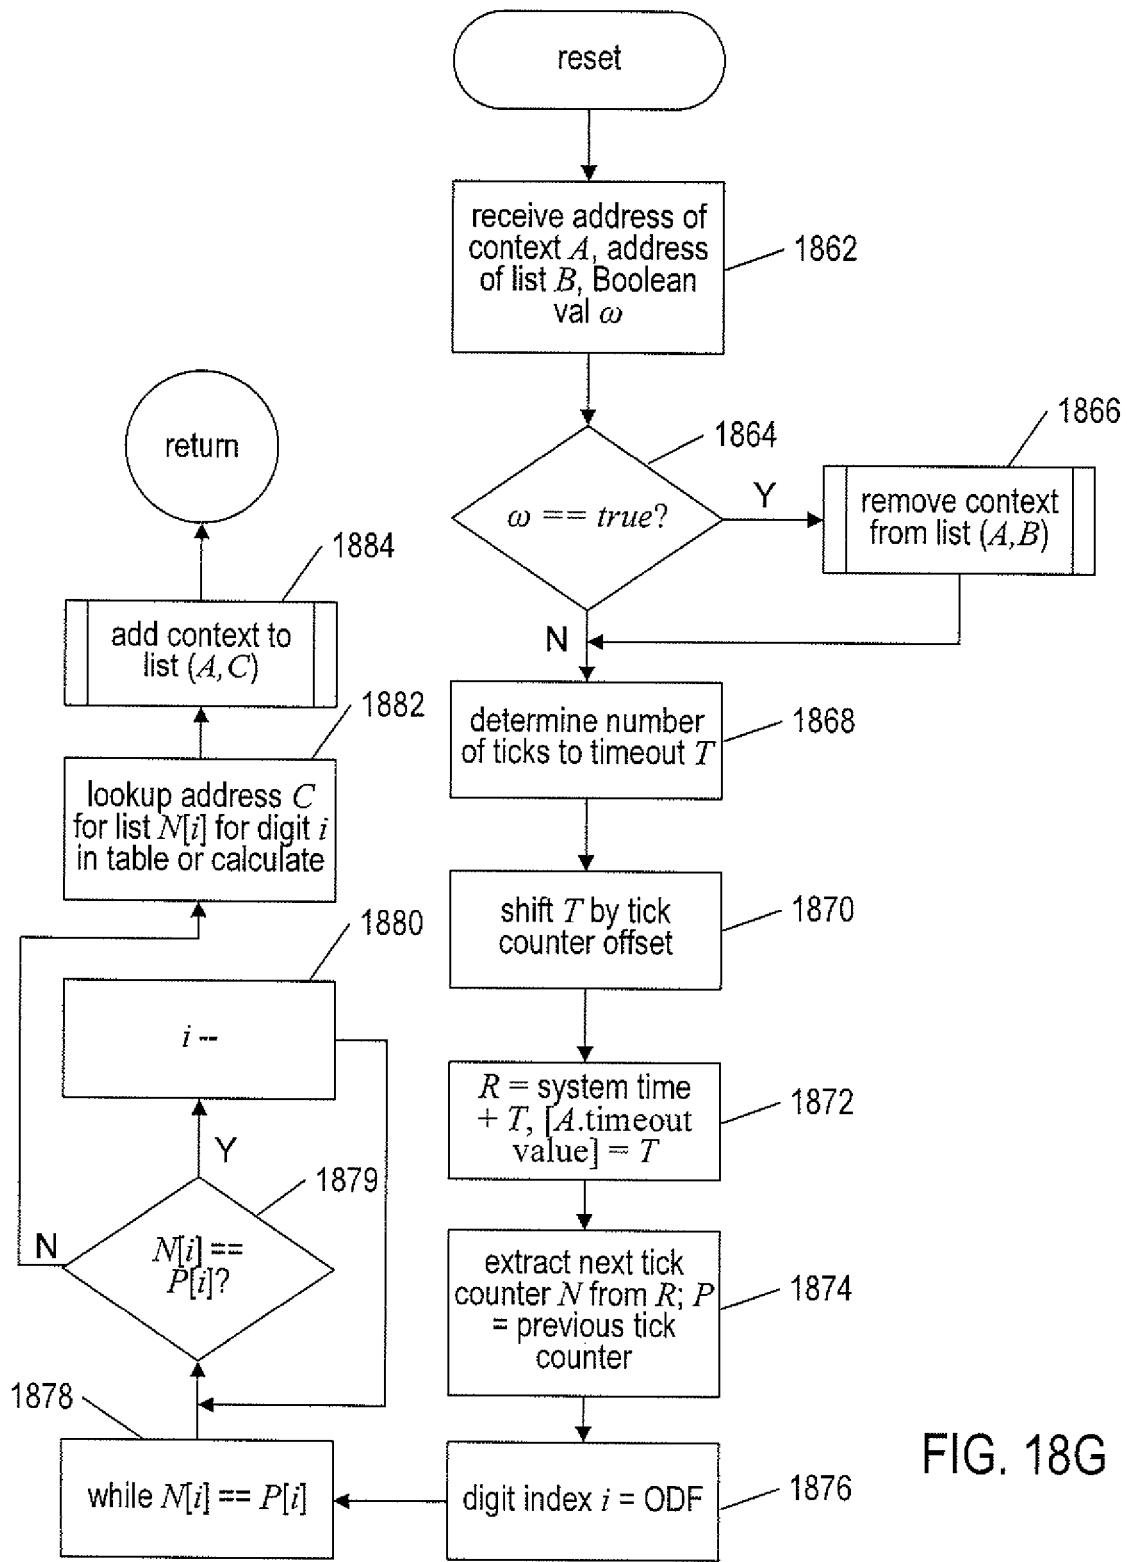 reset
receive address of
context A, address
of list B, Boolean
val ω
1862
ω == true?
1864
Y
N
remove context
from list (A,B)
1866
determine number
of ticks to timeout T
1868
shift T by tick
counter offset
1870
R = system time
+ T, [A.timeout
value] = T
1872
extract next tick
counter N from R; P
= previous tick
counter
1874
digit index i = ODF
1876
while N[i] == P[i]
1878
N[i] ==
P[i]?
1879
Y
N
i --
1880
lookup address C
for list N[i] for digit i
in table or calculate
1882
add context to
list (A,C)
1884
return
FIG. 18G